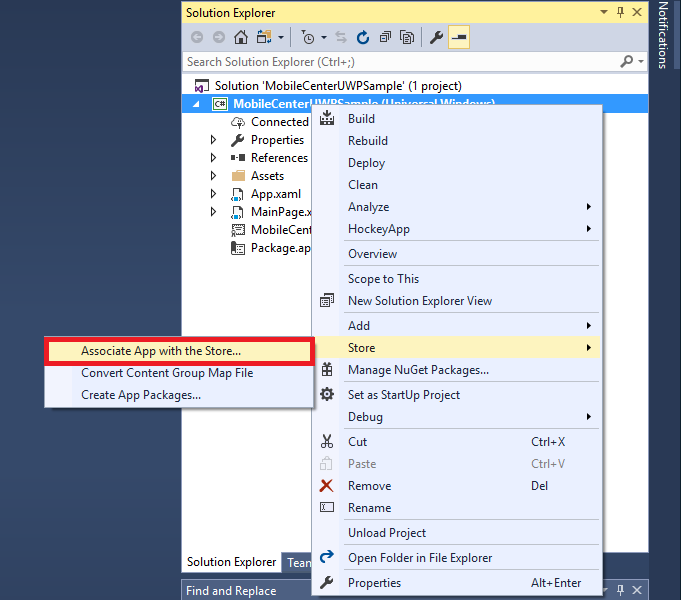 Solution Explorer
Notifications
Search Solution Explorer (Ctrl+;)
Solution 'MobileCenterUWPSample' (1 project)
C# MobileCenterUWPSample (Universal Windows)
Connected
Properties
References
Assets
App.xaml
MainPage.x
MobileCent
Package.ap
Build
Rebuild
Deploy
Clean
Analyze
HockeyApp
Overview
Scope to This
New Solution Explorer View
Add
Store
Associate App with the Store...
Convert Content Group Map File
Create App Packages...
Manage NuGet Packages...
Set as StartUp Project
Debug
Cut Ctrl+X
Paste Ctrl+V
Remove Del
Rename
Unload Project
Open Folder in File Explorer
Properties Alt+Enter
Solution Explorer Tean
Find and Replace